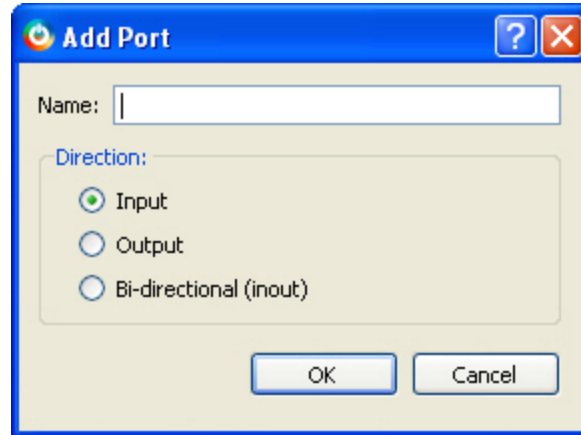 Add Port
Name:
Direction:
Input
Output
Bi-directional (inout)
OK Cancel